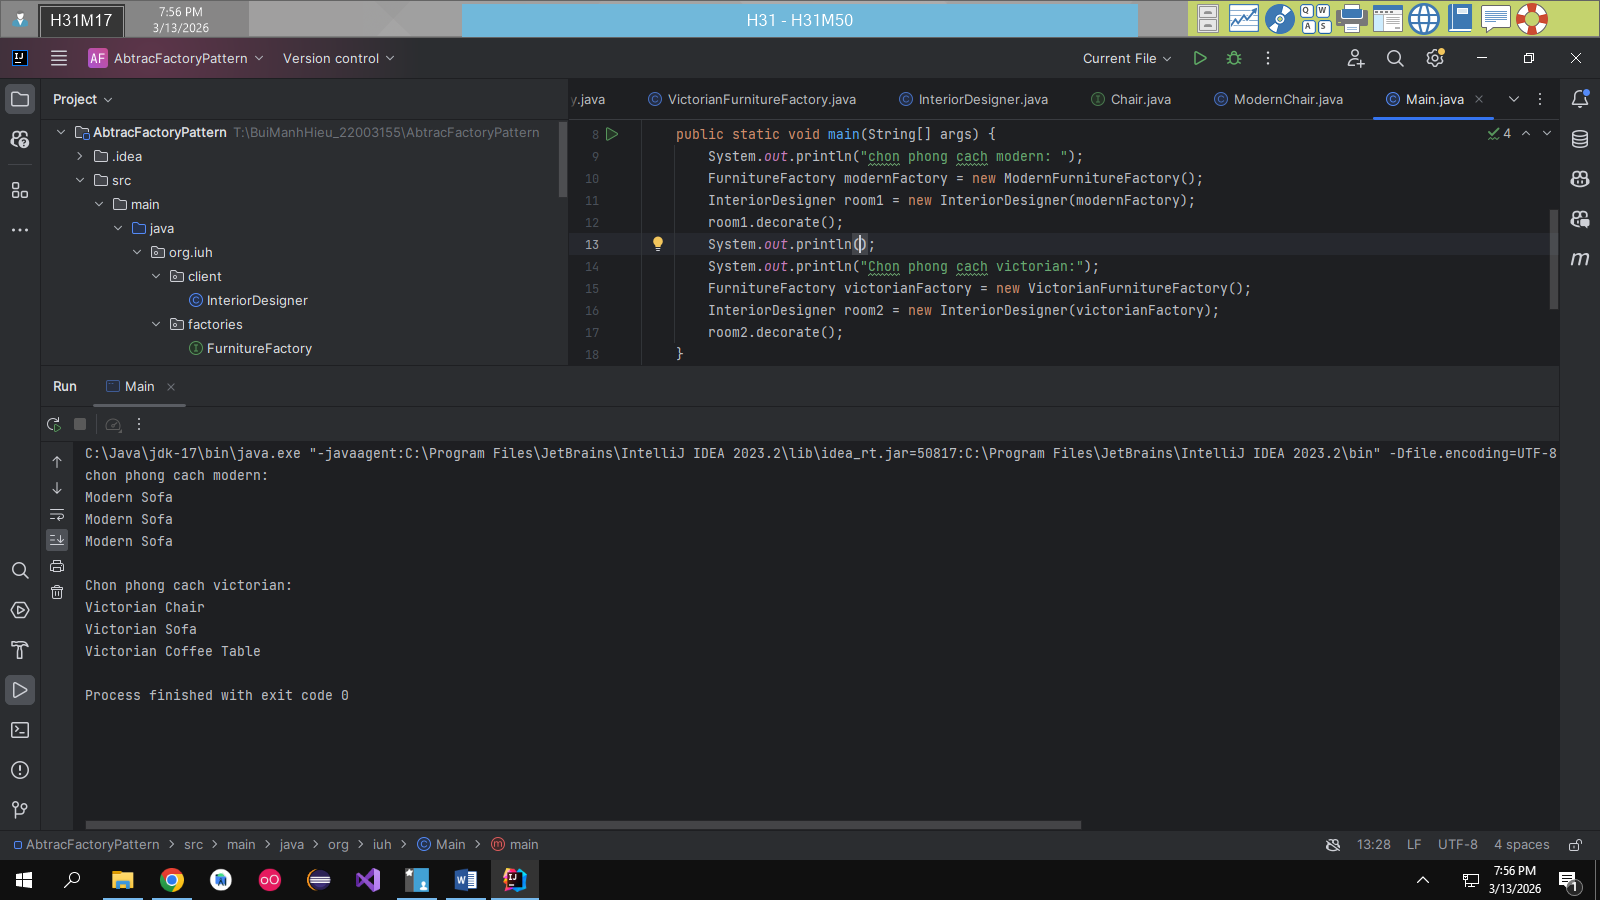 H31M17
7:56 PM
3/13/2026
H31 - H31M50
Q W
A S
IJ
AF AbtracFactoryPattern
Version control
Current File
Project
y.java
VictorianFurnitureFactory.java
InteriorDesigner.java
Chair.java
ModernChair.java
Main.java
AbtracFactoryPattern T:\BuiManhHieu_22003155\AbtracFactoryPattern
.idea
src
main
java
org.iuh
client
InteriorDesigner
factories
FurnitureFactory
4
8 public static void main(String[] args) {
9 System.out.println("chon phong cach modern: ");
10 FurnitureFactory modernFactory = new ModernFurnitureFactory();
11 InteriorDesigner room1 = new InteriorDesigner(modernFactory);
12 room1.decorate();
13 System.out.println();
14 System.out.println("Chon phong cach victorian:");
15 FurnitureFactory victorianFactory = new VictorianFurnitureFactory();
16 InteriorDesigner room2 = new InteriorDesigner(victorianFactory);
17 room2.decorate();
18 }
Run Main
C:\Java\jdk-17\bin\java.exe "-javaagent:C:\Program Files\JetBrains\IntelliJ IDEA 2023.2\lib\idea_rt.jar=50817:C:\Program Files\JetBrains\IntelliJ IDEA 2023.2\bin" -Dfile.encoding=UTF-8
chon phong cach modern:
Modern Sofa
Modern Sofa
Modern Sofa
Chon phong cach victorian:
Victorian Chair
Victorian Sofa
Victorian Coffee Table
Process finished with exit code 0
AbtracFactoryPattern > src > main > java > org > iuh > Main > main
13:28 LF UTF-8 4 spaces
7:56 PM
3/13/2026
1